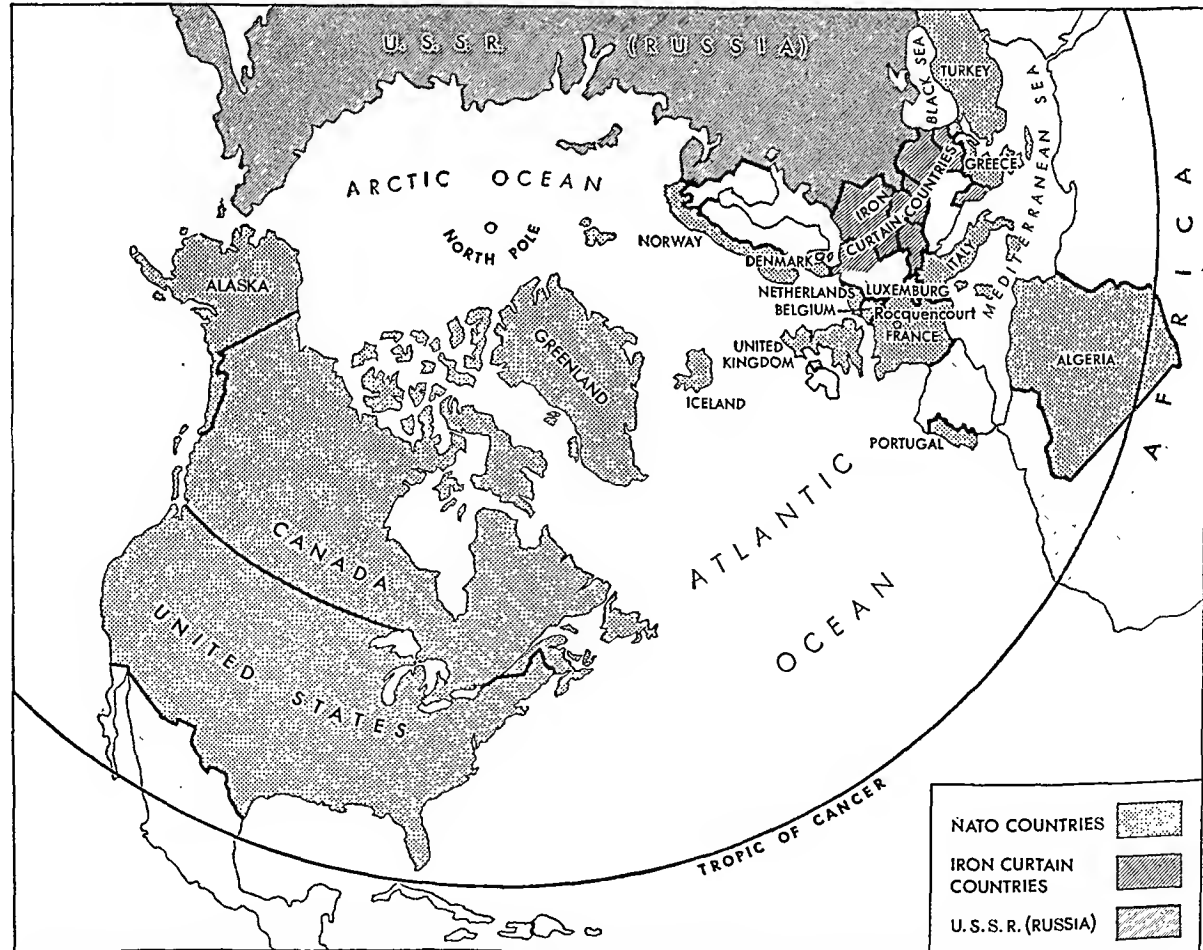 U. S. S. R. (RUSSIA)
BLACK SEA
TURKEY
ARCTIC OCEAN
NORTH POLE
IRON
CURTAIN COUNTRIES
GREECE
MEDITERRANEAN SEA
AFRICA
NORWAY
DENMARK
ITALY
ALASKA
NETHERLANDS
LUXEMBURG
BELGIUM
Rocquencourt
FRANCE
GREENLAND
UNITED
KINGDOM
ALGERIA
ICELAND
PORTUGAL
ATLANTIC
OCEAN
CANADA
UNITED STATES
TROPIC OF CANCER
NATO COUNTRIES
IRON CURTAIN
COUNTRIES
U. S. S. R. (RUSSIA)